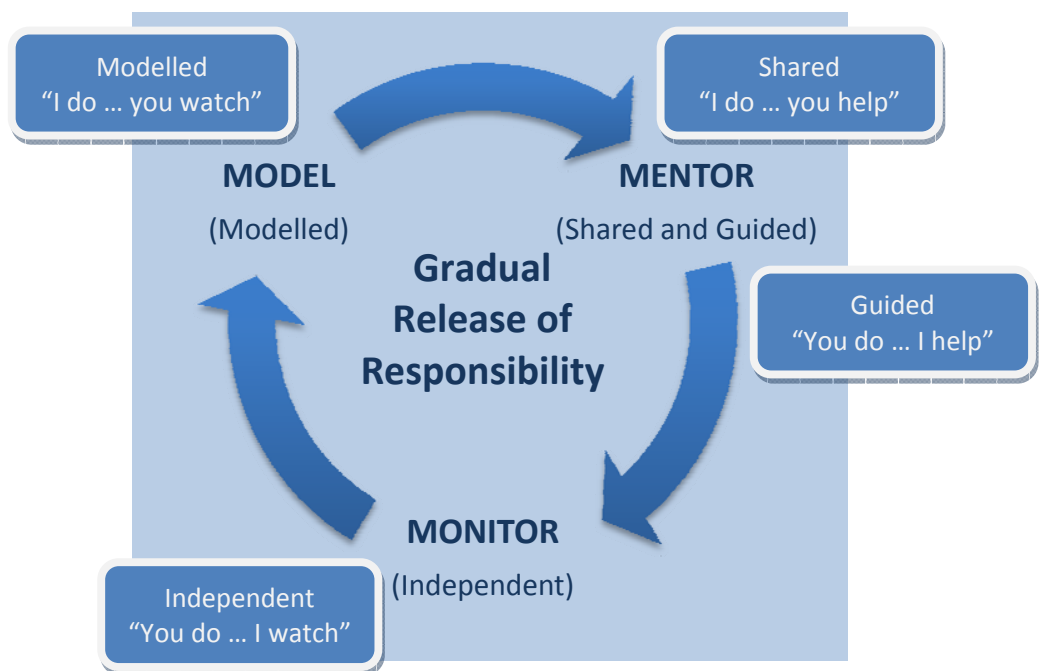 Modelled
“I do … you watch”
Shared
“I do … you help”
MODEL
(Modelled)
MENTOR
(Shared and Guided)
Gradual
Release of
Responsibility
Guided
“You do … I help”
MONITOR
(Independent)
Independent
“You do … I watch”